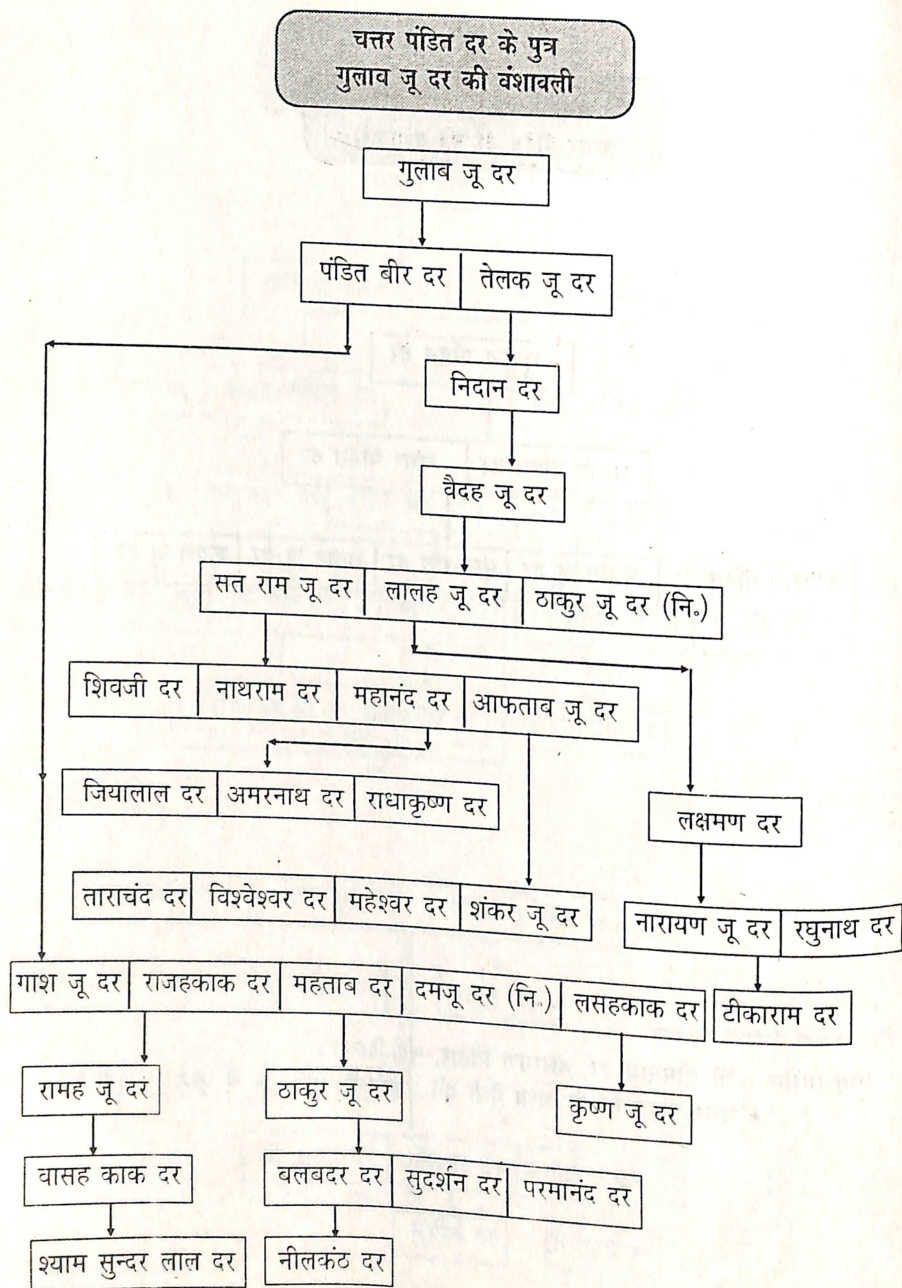 चत्तर पंडित दर के पुत्र
गुलाव जू दर की वंशावली
गुलाब जू दर
पंडित बीर दर तेलक जू दर
निदान दर
वैदह जू दर
सत राम जू दर लालह जू दर ठाकुर जू दर (नि॰)
शिवजी दर नाथराम दर महानंद दर आफताव जू दर
जियालाल दर अमरनाथ दर राधाकृष्ण दर
लक्षमण दर
ताराचंद दर विश्वेश्वर दर महेश्वर दर शंकर जू दर
नारायण जू दर रघुनाथ दर
गाश जू दर राजहकाक दर महताब दर दमजू दर (नि॰) लसहकाक दर
टीकाराम दर
रामह जू दर ठाकुर जू दर कृष्ण जू दर
वासह काक दर वलवदर दर सुदर्शन दर परमानंद दर
श्याम सुन्दर लाल दर नीलकंठ दर